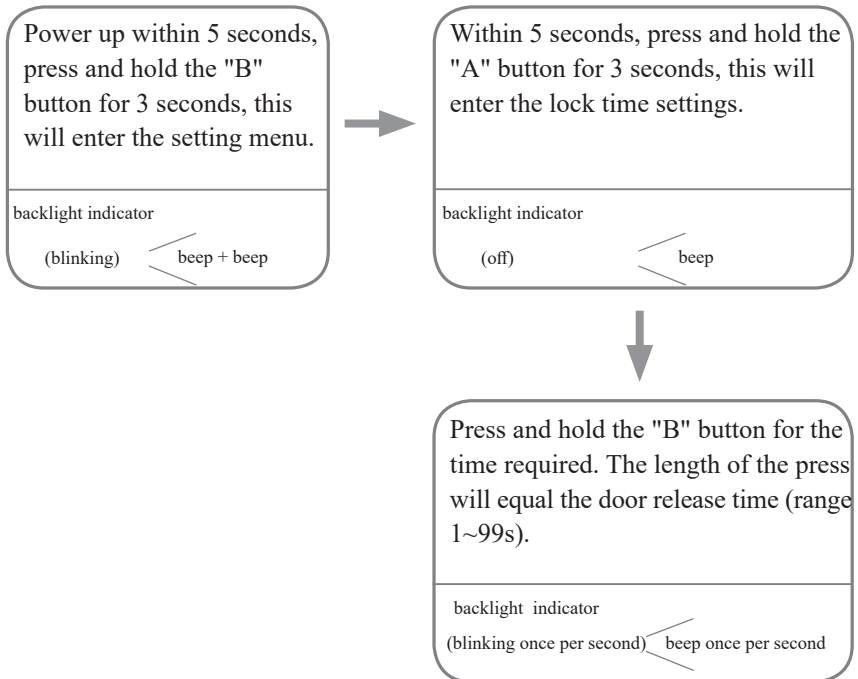 Power up within 5 seconds,
press and hold the "B"
button for 3 seconds, this
will enter the setting menu.
backlight indicator
(blinking) beep + beep
Within 5 seconds, press and hold the
"A" button for 3 seconds, this will
enter the lock time settings.
backlight indicator
(off) beep
Press and hold the "B" button for the
time required. The length of the press
will equal the door release time (range
1~99s).
backlight indicator
(blinking once per second) beep once per second